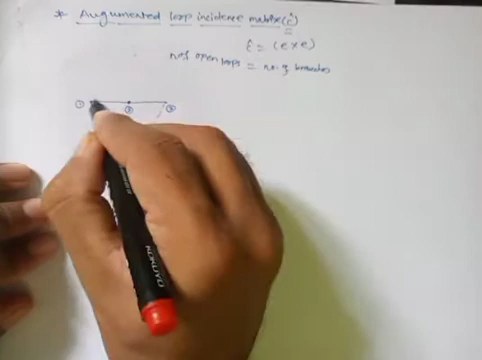 * Augmented loop incidence matrix (ĉ)
ĉ = (e x e)
no. of open loops = no. of branches
① ② ③